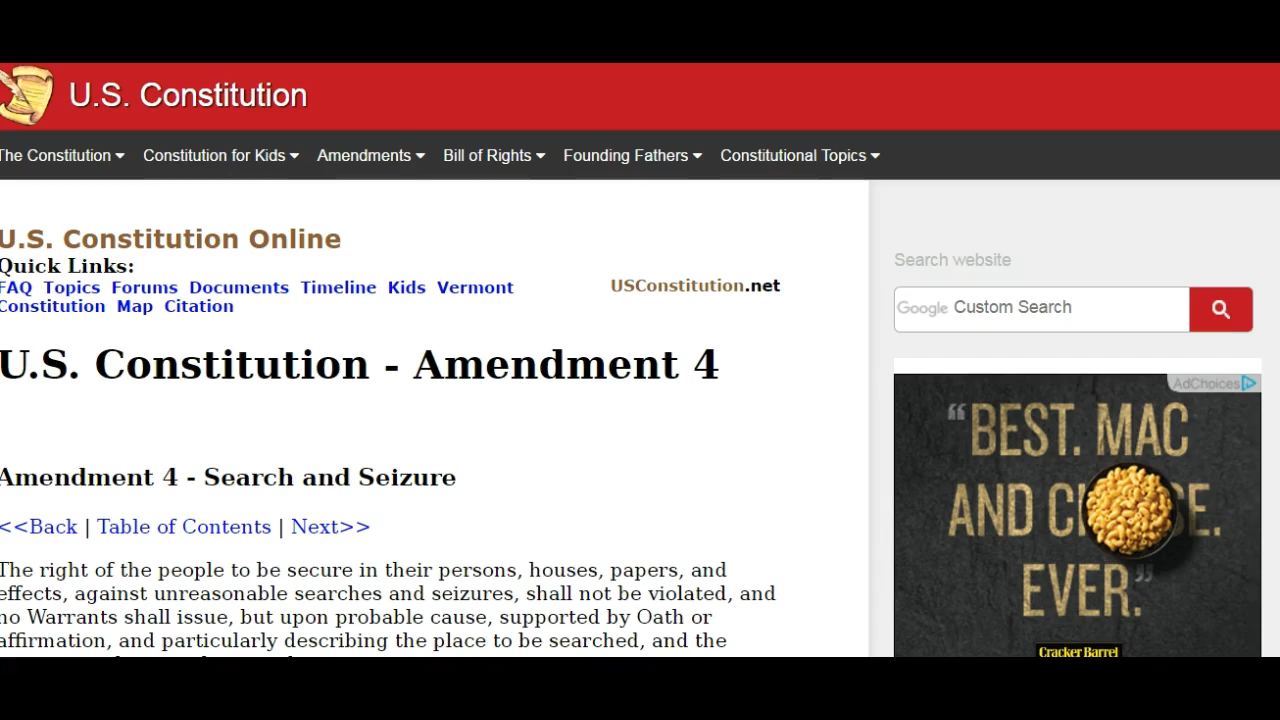 U.S. Constitution
The Constitution Constitution for Kids Amendments Bill of Rights Founding Fathers Constitutional Topics
U.S. Constitution Online
Quick Links:
FAQ Topics Forums Documents Timeline Kids Vermont
Constitution Map Citation
USConstitution.net
U.S. Constitution - Amendment 4
Amendment 4 - Search and Seizure
<<Back | Table of Contents | Next>>
The right of the people to be secure in their persons, houses, papers, and
effects, against unreasonable searches and seizures, shall not be violated, and
no Warrants shall issue, but upon probable cause, supported by Oath or
affirmation, and particularly describing the place to be searched, and the
Search website
Google Custom Search
AdChoices
“BEST. MAC
AND CHEESE.
EVER.”
Cracker Barrel